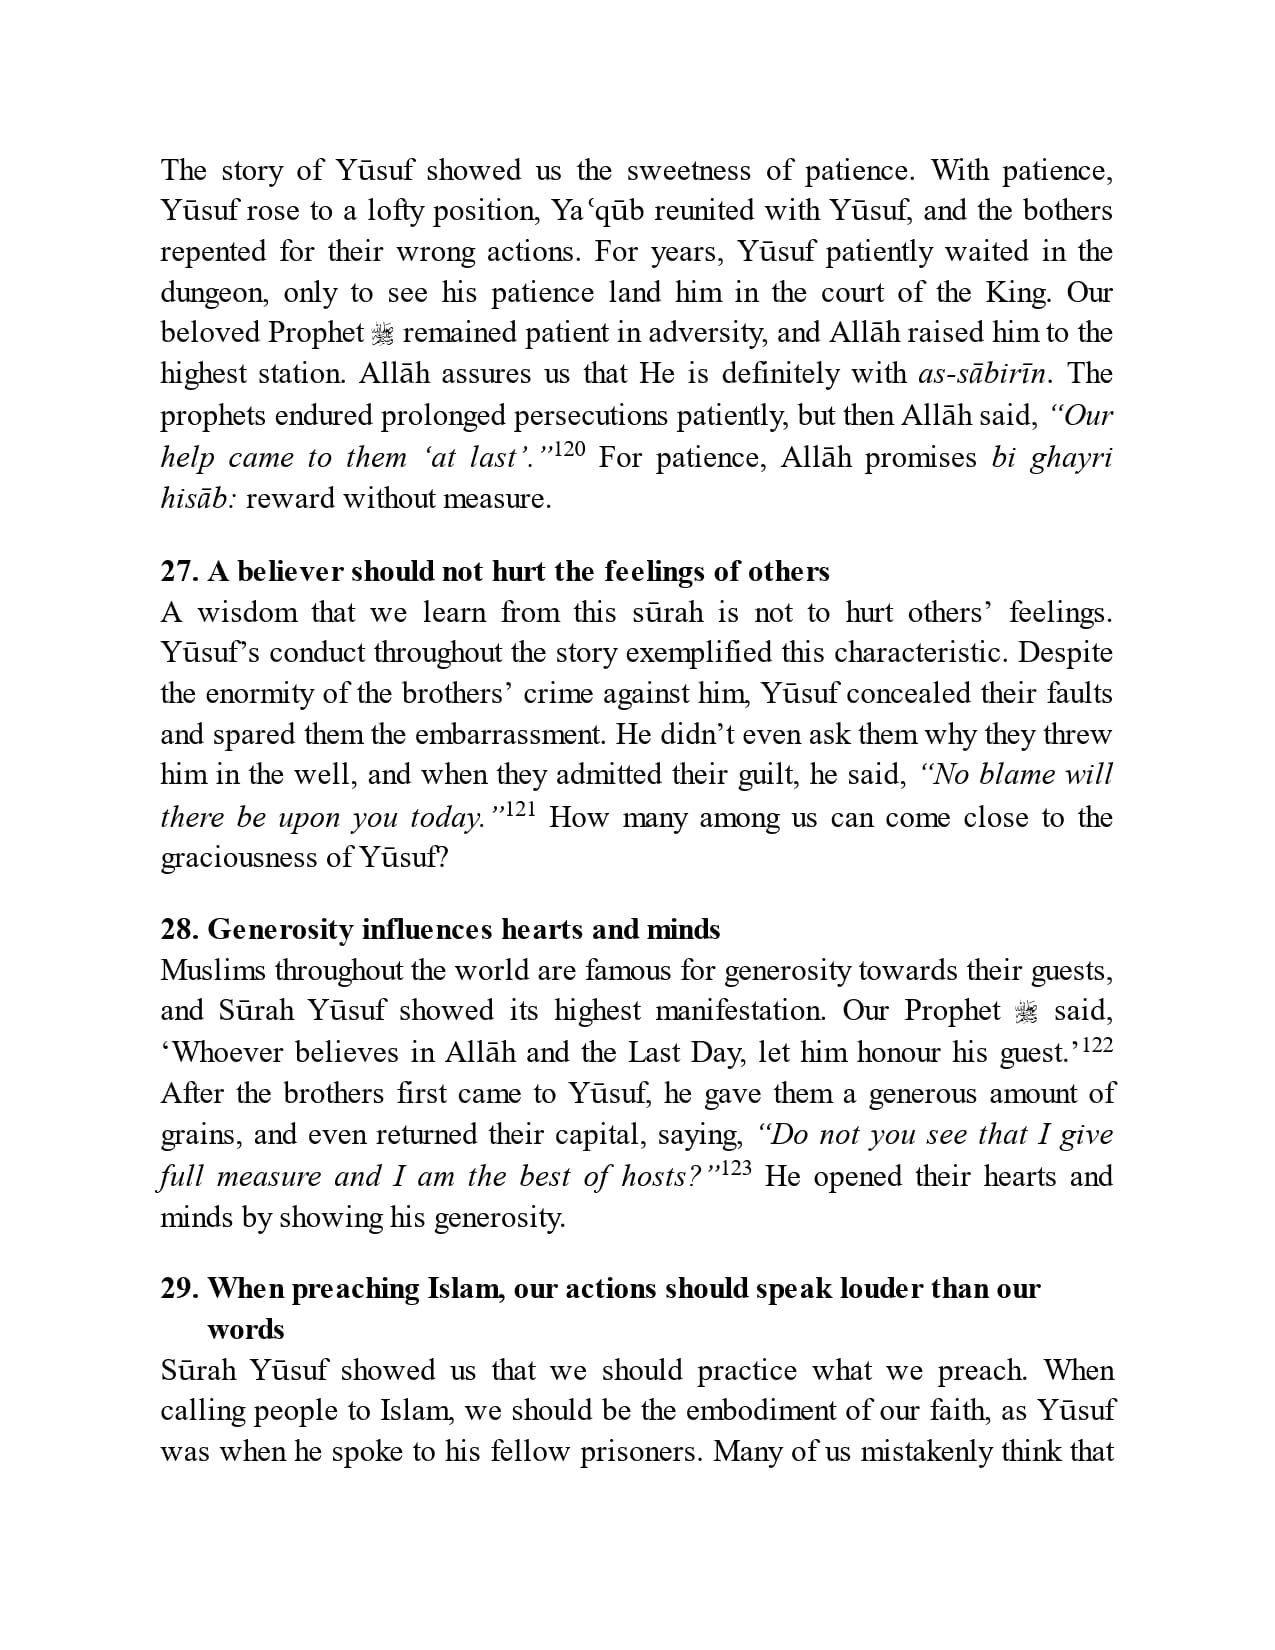 The story of Yūsuf showed us the sweetness of patience. With patience,
Yūsuf rose to a lofty position, Ya‘qūb reunited with Yūsuf, and the bothers
repented for their wrong actions. For years, Yūsuf patiently waited in the
dungeon, only to see his patience land him in the court of the King. Our
beloved Prophet ﷺ remained patient in adversity, and Allāh raised him to the
highest station. Allāh assures us that He is definitely with as-sābirīn. The
prophets endured prolonged persecutions patiently, but then Allāh said, “Our
help came to them ‘at last’.”120 For patience, Allāh promises bi ghayri
hisāb: reward without measure.
27. A believer should not hurt the feelings of others
A wisdom that we learn from this sūrah is not to hurt others’ feelings.
Yūsuf’s conduct throughout the story exemplified this characteristic. Despite
the enormity of the brothers’ crime against him, Yūsuf concealed their faults
and spared them the embarrassment. He didn’t even ask them why they threw
him in the well, and when they admitted their guilt, he said, “No blame will
there be upon you today.”121 How many among us can come close to the
graciousness of Yūsuf?
28. Generosity influences hearts and minds
Muslims throughout the world are famous for generosity towards their guests,
and Sūrah Yūsuf showed its highest manifestation. Our Prophet ﷺ said,
‘Whoever believes in Allāh and the Last Day, let him honour his guest.’122
After the brothers first came to Yūsuf, he gave them a generous amount of
grains, and even returned their capital, saying, “Do not you see that I give
full measure and I am the best of hosts?”123 He opened their hearts and
minds by showing his generosity.
29. When preaching Islam, our actions should speak louder than our
words
Sūrah Yūsuf showed us that we should practice what we preach. When
calling people to Islam, we should be the embodiment of our faith, as Yūsuf
was when he spoke to his fellow prisoners. Many of us mistakenly think that